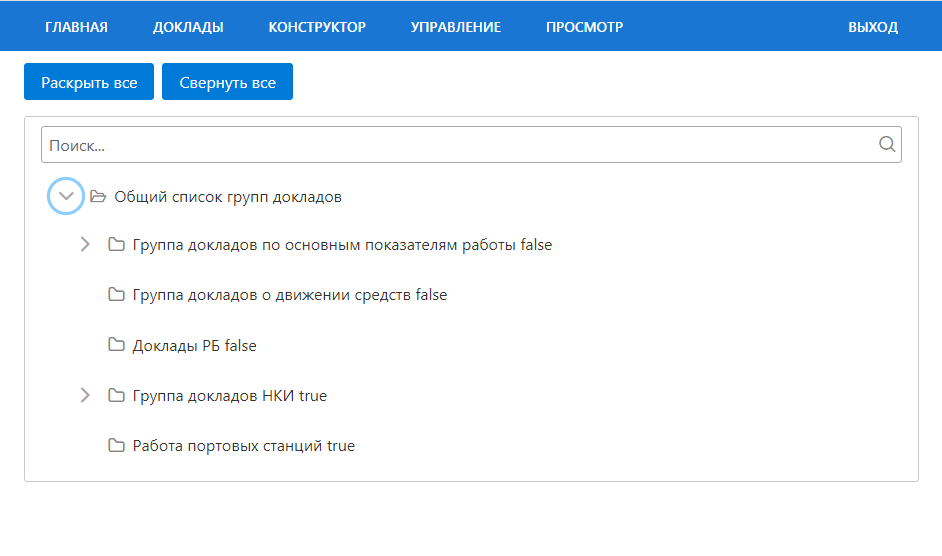 ГЛАВНАЯ ДОКЛАДЫ КОНСТРУКТОР УПРАВЛЕНИЕ ПРОСМОТР ВЫХОД
Раскрыть все Свернуть все
Поиск...
Общий список групп докладов
Группа докладов по основным показателям работы false
Группа докладов о движении средств false
Доклады РБ false
Группа докладов НКИ true
Работа портовых станций true